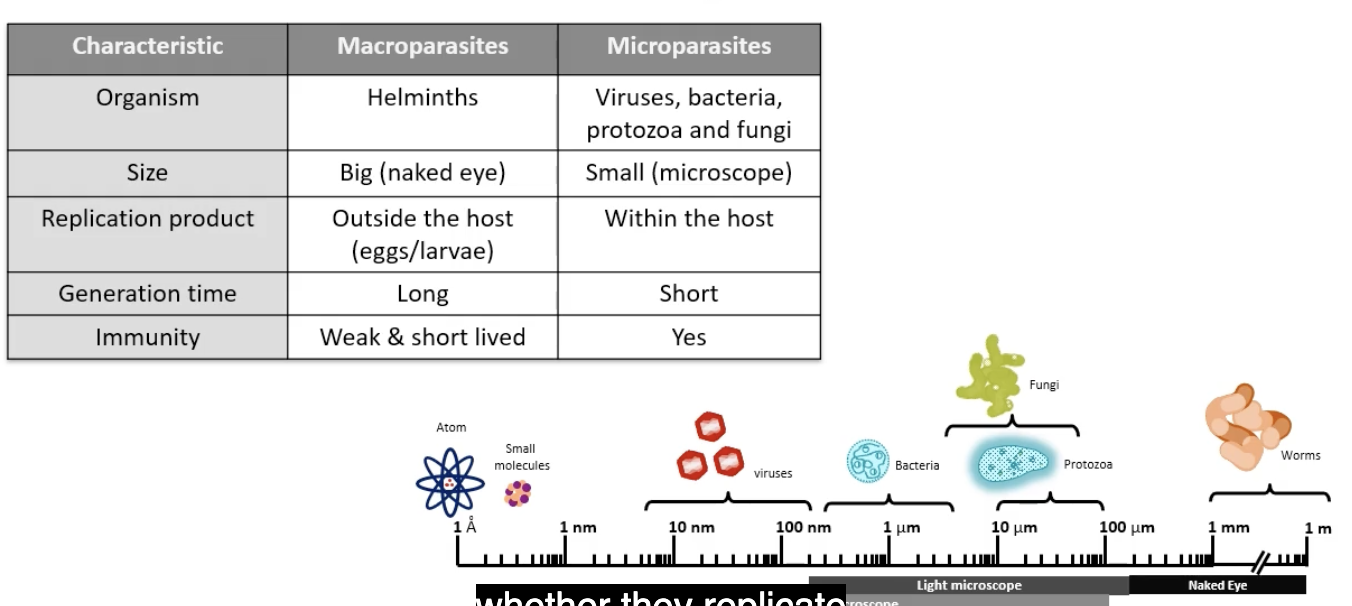 Characteristic Macroparasites Microparasites
Organism Helminths Viruses, bacteria,
protozoa and fungi
Size Big (naked eye) Small (microscope)
Replication product Outside the host Within the host
(eggs/larvae)
Generation time Long Short
Immunity Weak & short lived Yes
Fungi
Atom
Small
molecules
viruses
Bacteria
Protozoa
Worms
1 Å 1 nm 10 nm 100 nm 1 μm 10 μm 100 μm 1 mm 1 m
Light microscope Naked Eye
whether they replicate